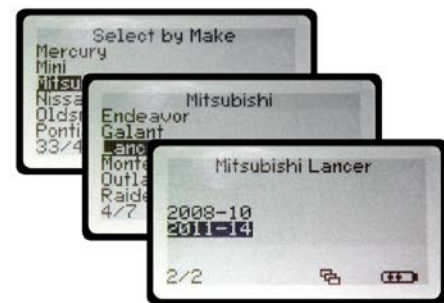 Select by Make
Mercury
Mini
Mitsu
Nissa
Olds
Ponti
33/4
Mitsubishi
Endeavor
Galant
Lanc
Monte
Outla
Raide
4/7
Mitsubishi Lancer
2008-10
2011-14
2/2